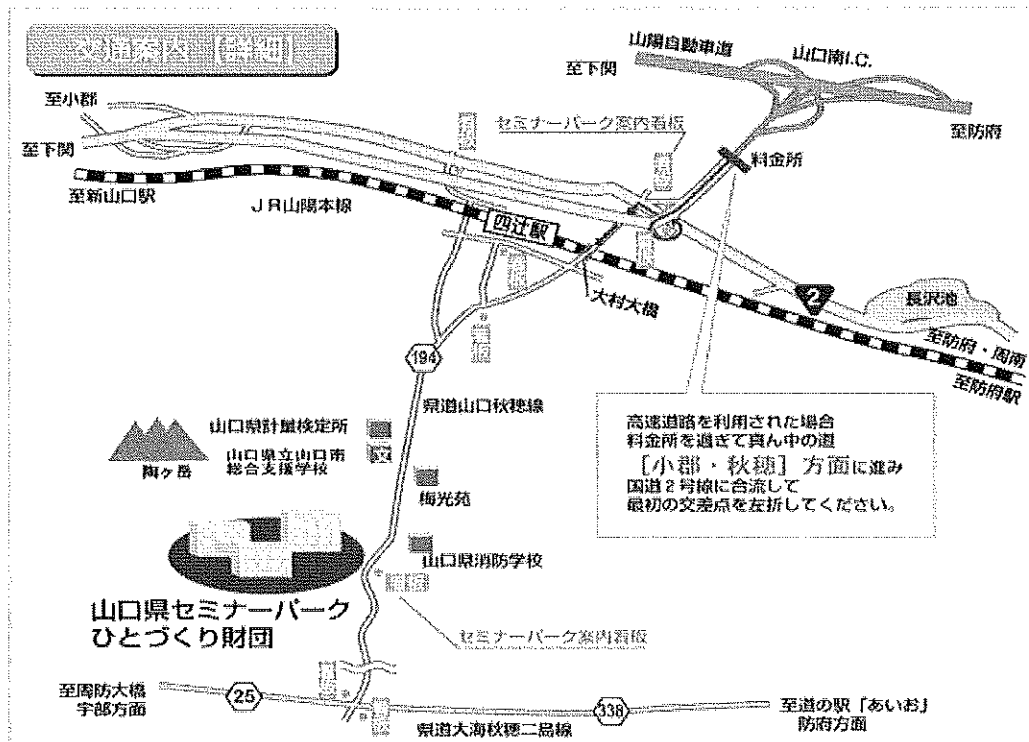 交通案内 [詳細]
山陽自動車道
山口南I.C.
至下関
至防府
料金所
セミナーパーク案内看板
至小郡
至下関
至新山口駅
JR山陽本線
四辻駅
大村大橋
2
長沢池
至防府・周南
至防府駅
194
県道山口秋穂線
高速道路を利用された場合
料金所を過ぎて真ん中の道
[小郡・秋穂] 方面に進み
国道2号線に合流して
最初の交差点を左折してください。
山口県計量検定所
山口県立山口南
総合支援学校
陶ヶ岳
梅光苑
山口県消防学校
山口県セミナーパーク
ひとづくり財団
セミナーパーク案内看板
至周防大橋
宇部方面
25
県道大海秋穂二島線
338
至道の駅「あいお」
防府方面